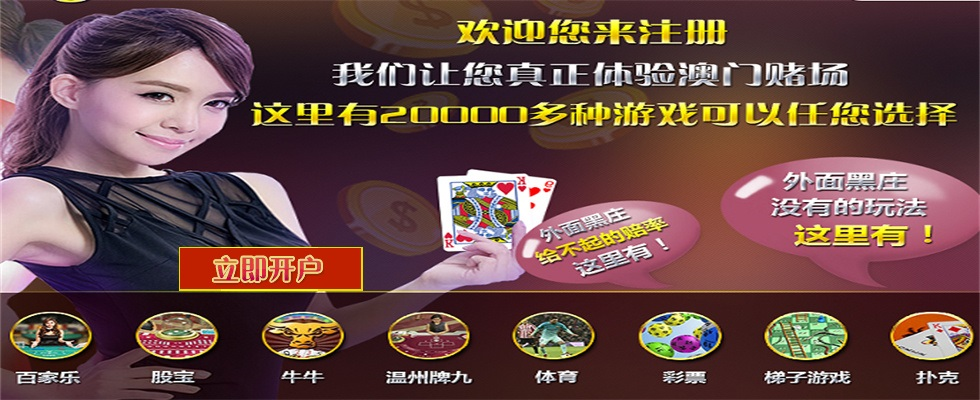 欢迎您来注册
我们让您真正体验澳门赌场
这里有20000多种游戏可以任您选择
外面黑庄
没有的玩法
这里有！
外面黑庄
给不起的赔率
这里有！
立即开户
百家乐
股宝
牛牛
温州牌九
体育
彩票
梯子游戏
扑克